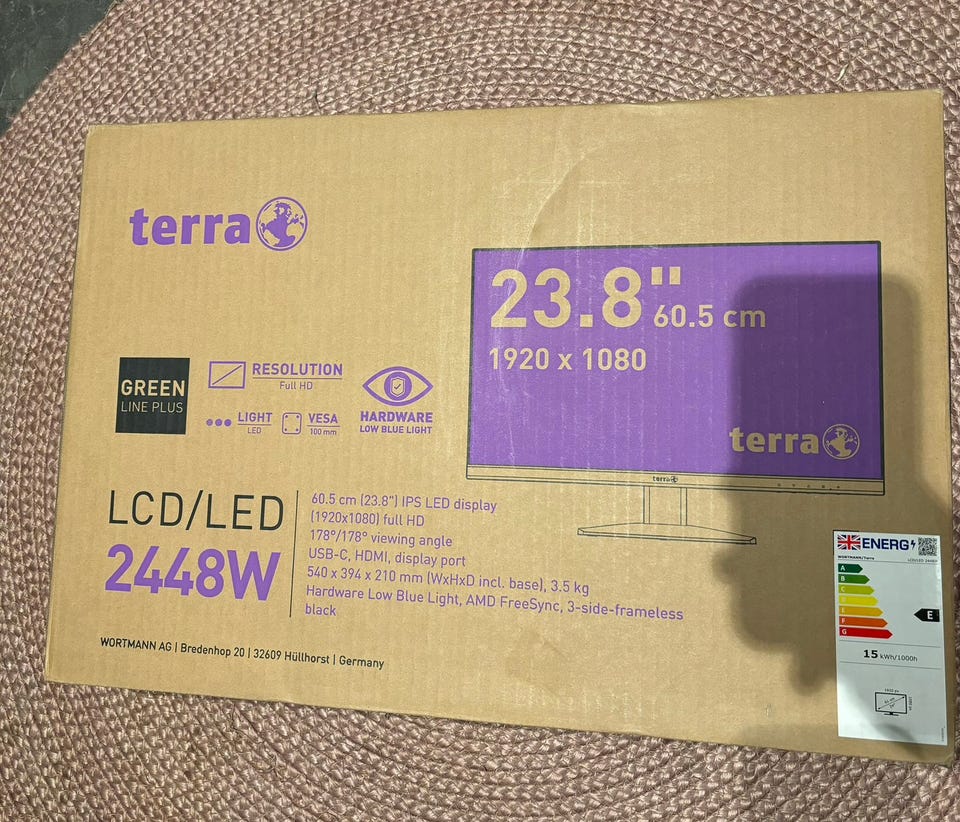 terra
23.8" 60.5 cm
1920 x 1080
terra
terra
GREEN
LINE PLUS
RESOLUTION
Full HD
LIGHT
LED
VESA
100 mm
HARDWARE
LOW BLUE LIGHT
LCD/LED
2448W
60.5 cm (23.8") IPS LED display
(1920x1080) full HD
178°/178° viewing angle
USB-C, HDMI, display port
540 x 394 x 210 mm (WxHxD incl. base), 3.5 kg
Hardware Low Blue Light, AMD FreeSync, 3-side-frameless
black
WORTMANN AG | Bredenhop 20 | 32609 Hüllhorst | Germany
ENERG
WORTMANN/Terra
A
B
C
D
E
F
G
E
15 kWh/1000h